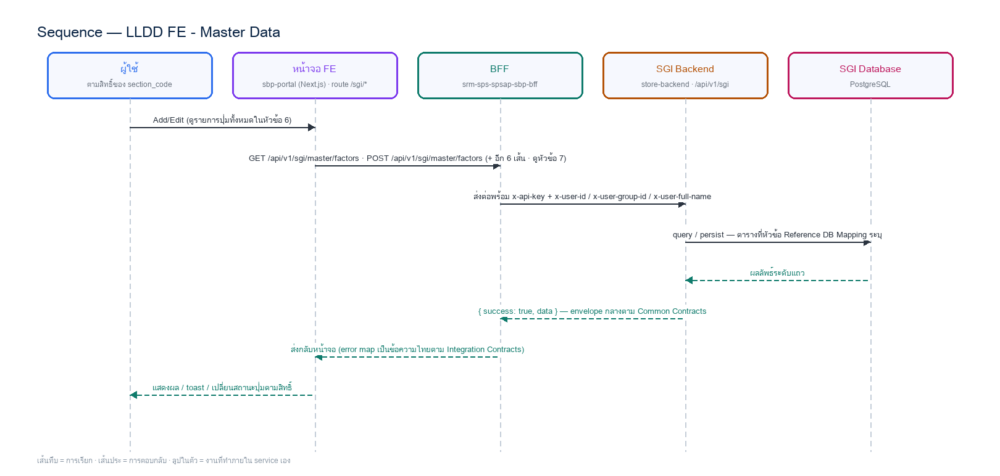 Sequence — LLDD FE - Master Data
ผู้ใช้
ตามสิทธิ์ของ section_code
หน้าจอ FE
sbp-portal (Next.js) · route /sgi/*
BFF
srm-sps-spsap-sbp-bff
SGI Backend
store-backend · /api/v1/sgi
SGI Database
PostgreSQL
Add/Edit (ดูรายการปุ่มทั้งหมดในหัวข้อ 6)
GET /api/v1/sgi/master/factors · POST /api/v1/sgi/master/factors (+ อีก 6 เส้น · ดูหัวข้อ 7)
ส่งต่อพร้อม x-api-key + x-user-id / x-user-group-id / x-user-full-name
query / persist — ตารางที่หัวข้อ Reference DB Mapping ระบุ
ผลลัพธ์ระดับแถว
{ success: true, data } — envelope กลางตาม Common Contracts
ส่งกลับหน้าจอ (error map เป็นข้อความไทยตาม Integration Contracts)
แสดงผล / toast / เปลี่ยนสถานะปุ่มตามสิทธิ์
เส้นทึบ = การเรียก · เส้นประ = การตอบกลับ · ลูปในตัว = งานที่ทำภายใน service เอง